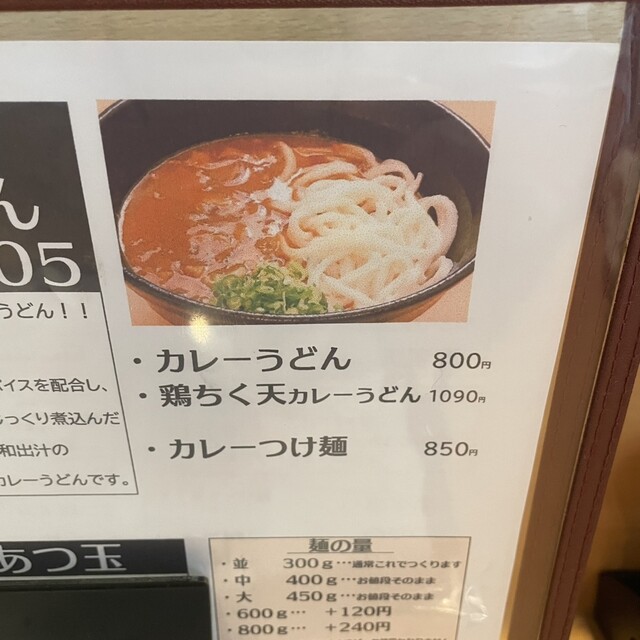 ん
05
うどん！！
パイスを配合し、
っくり煮込んだ
和出汁の
カレーうどんです。
・カレーうどん 800円
・鶏ちく天カレーうどん 1090円
・カレーつけ麺 850円
あつ玉
麺の量
・並 300g…通常これでつくります
・中 400g…お値段そのまま
・大 450g…お値段そのまま
・600g… ＋120円
・800g… ＋240円